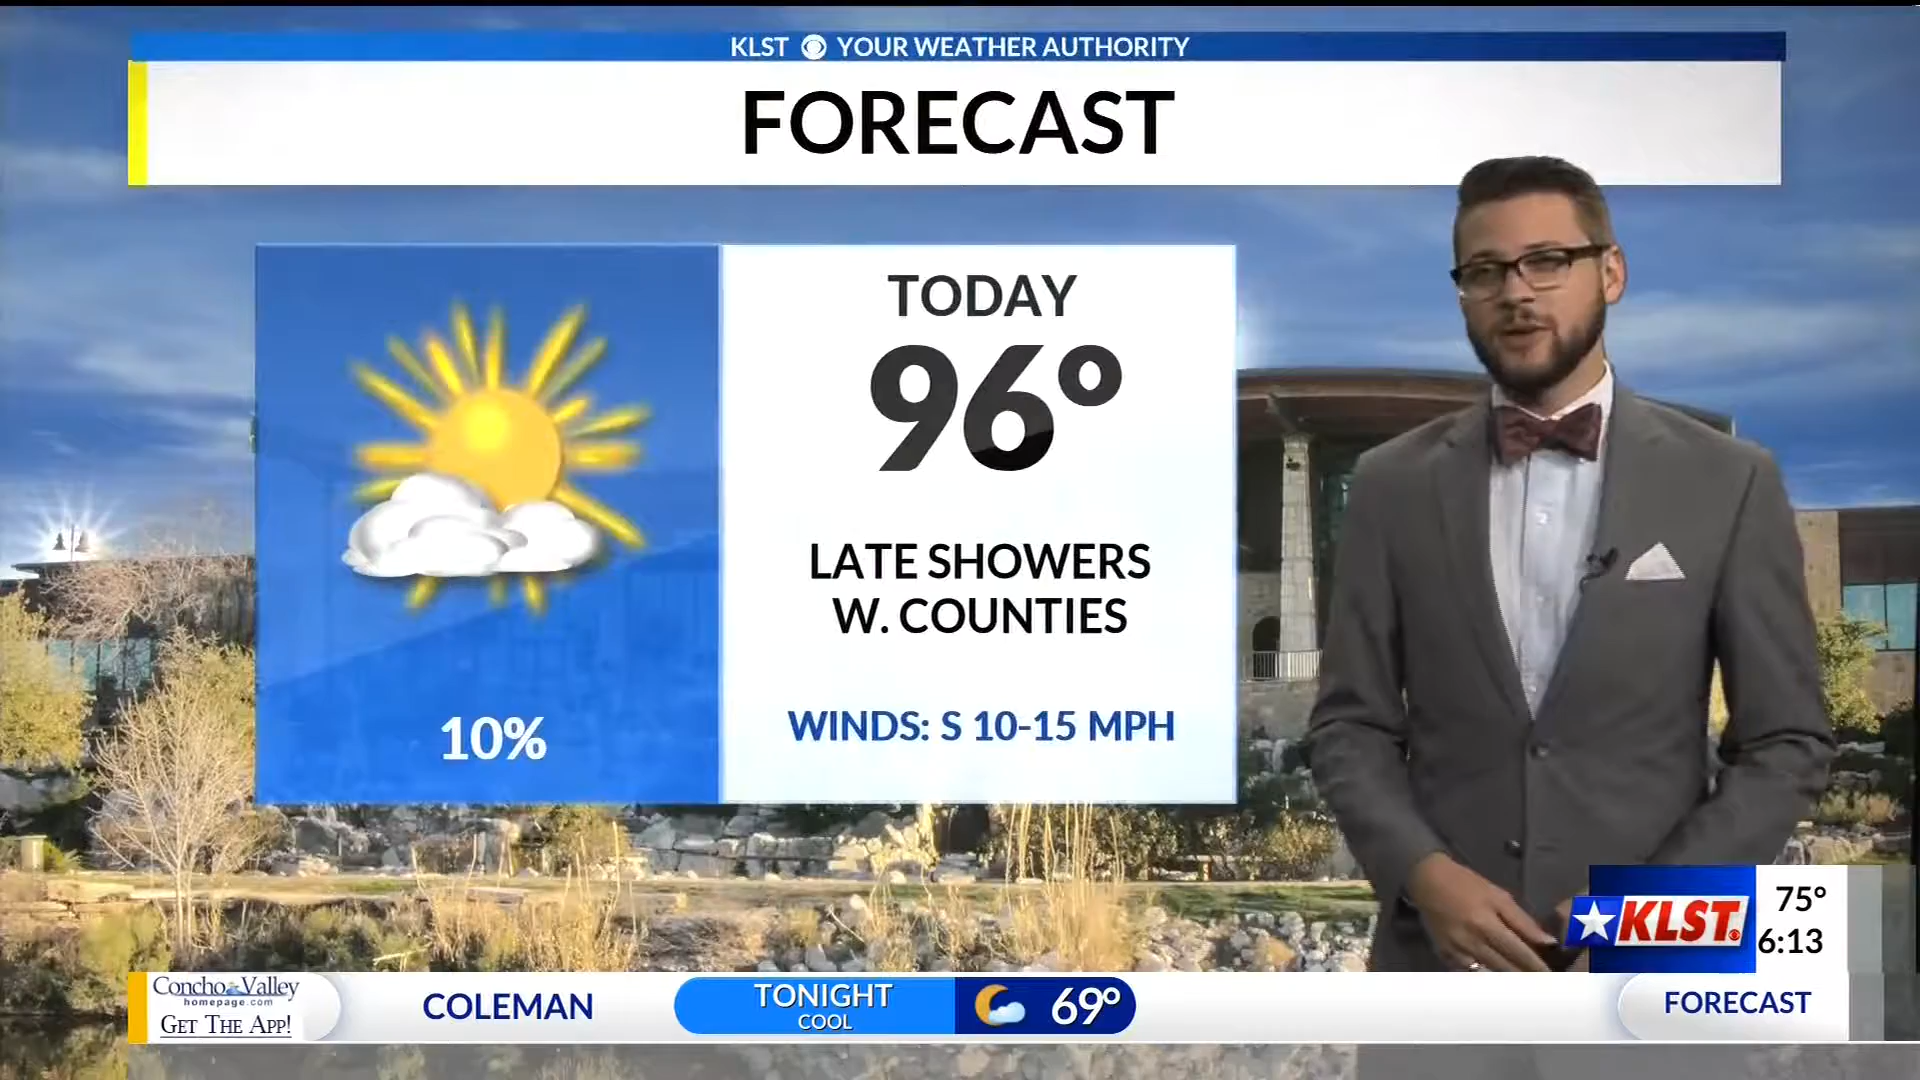 KLST YOUR WEATHER AUTHORITY
FORECAST
TODAY
96°
LATE SHOWERS
W. COUNTIES
10%
WINDS: S 10-15 MPH
KLST.
75°
6:13
Concho Valley
homepage.com
GET THE APP!
COLEMAN
TONIGHT
COOL
69°
FORECAST